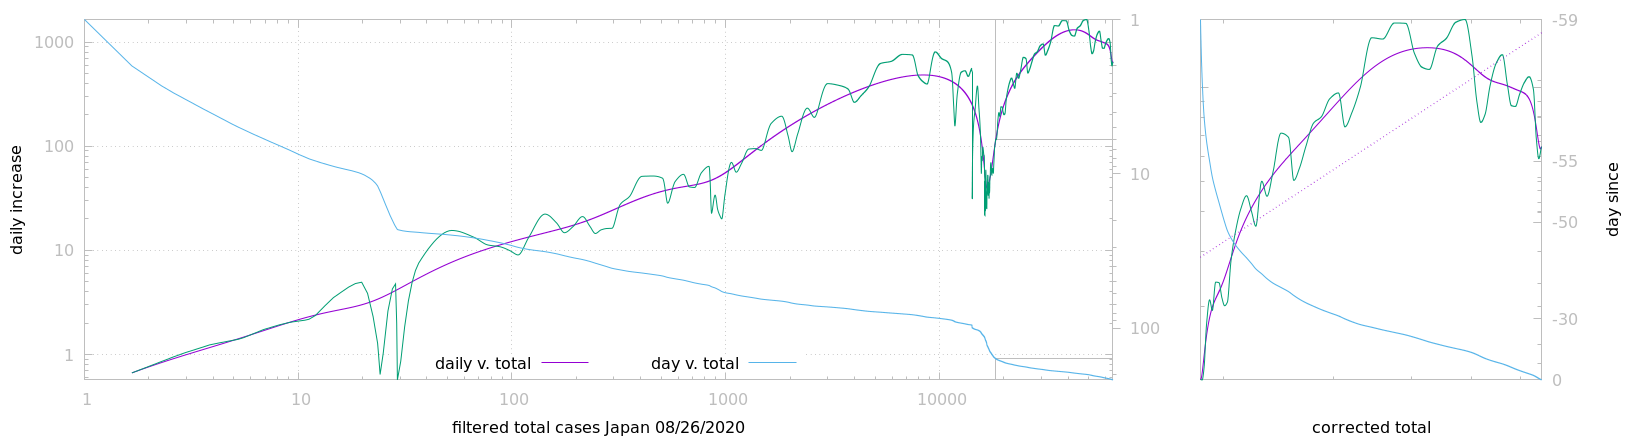 1000
100
10
1
daily increase
1
10
100
1000
10000
1
10
100
daily v. total
day v. total
filtered total cases Japan 08/26/2020
-59
-55
-50
-30
0
day since
corrected total